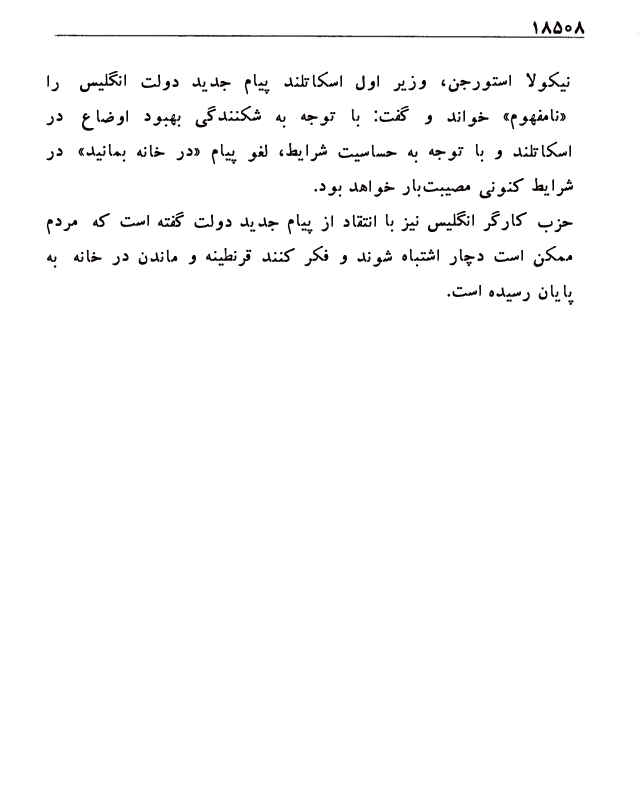 ۱۸۵۰۸
نیکولا استورجن، وزیر اول اسکاتلند پیام جدید دولت انگلیس را
«نامفهوم» خواند و گفت: با توجه به شکنندگی بهبود اوضاع در
اسکاتلند و با توجه به حساسیت شرایط، لغو پیام «در خانه بمانید» در
شرایط کنونی مصیبت‌بار خواهد بود.
حزب کارگر انگلیس نیز با انتقاد از پیام جدید دولت گفته است که مردم
ممکن است دچار اشتباه شوند و فکر کنند قرنطینه و ماندن در خانه به
پایان رسیده است.